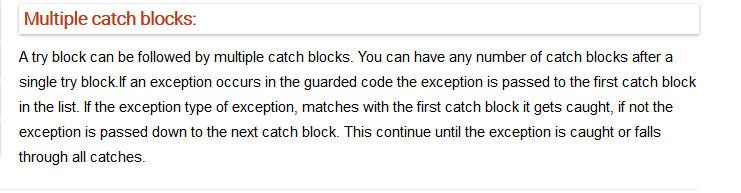 Multiple catch blocks:
A try block can be followed by multiple catch blocks. You can have any number of catch blocks after a
single try block.If an exception occurs in the guarded code the exception is passed to the first catch block
in the list. If the exception type of exception, matches with the first catch block it gets caught, if not the
exception is passed down to the next catch block. This continue until the exception is caught or falls
through all catches.